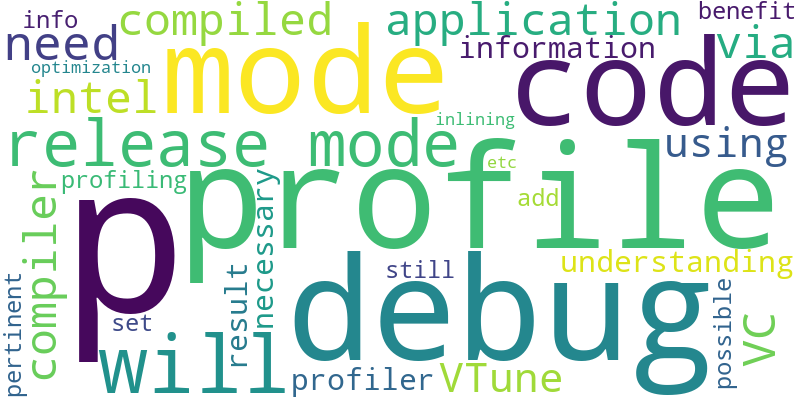 info
compiled
application
benefit
need
mode
code
via
information
optimization
intel
inlining
release mode
using
profile
etc
profiling
p
necessary
add
compiler
debug
understanding
still
result
pertinent
set
possible
VC
will
profiler
VTune